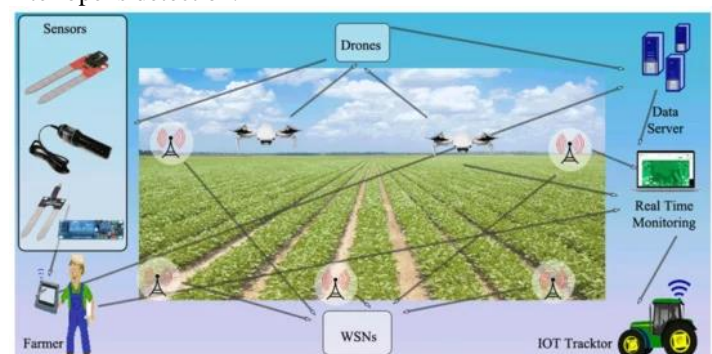 Sensors
Drones
Data
Server
Real Time
Monitoring
Farmer
WSNs
IOT Tracktor